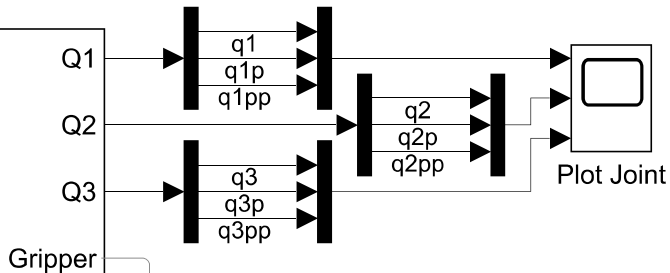 Q1
q1
q1p
q1pp
Q2
q2
q2p
q2pp
Q3
q3
q3p
q3pp
Plot Joint
Gripper